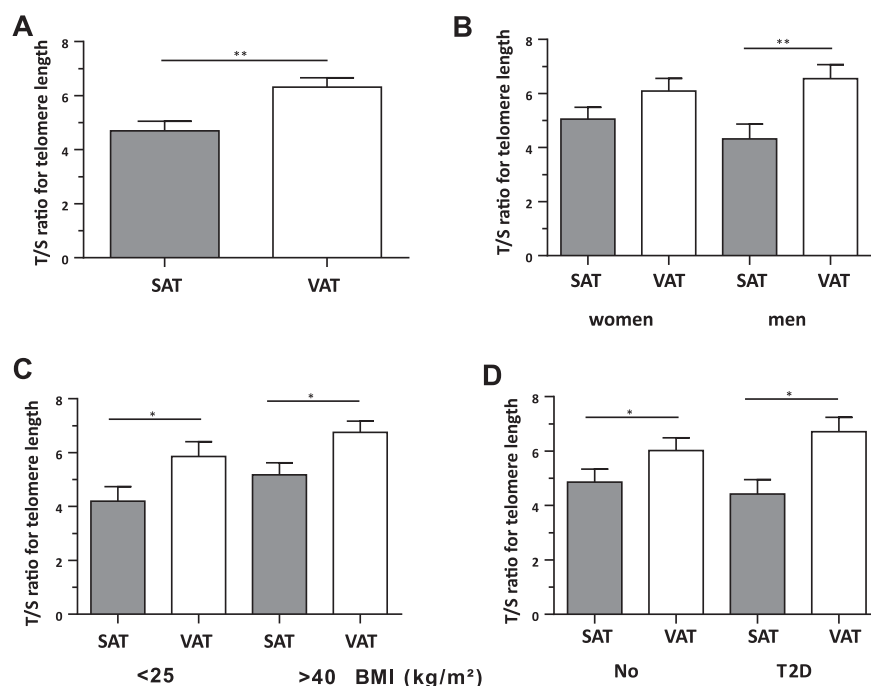 A
T/S ratio for telomere length
8
6
4
2
0
**
SAT VAT
B
T/S ratio for telomere length
8
6
4
2
0
**
SAT VAT SAT VAT
women men
C
T/S ratio for telomere length
8
6
4
2
0
*
*
SAT VAT SAT VAT
<25 >40 BMI (kg/m²)
D
T/S ratio for telomere length
8
6
4
2
0
*
*
SAT VAT SAT VAT
No T2D